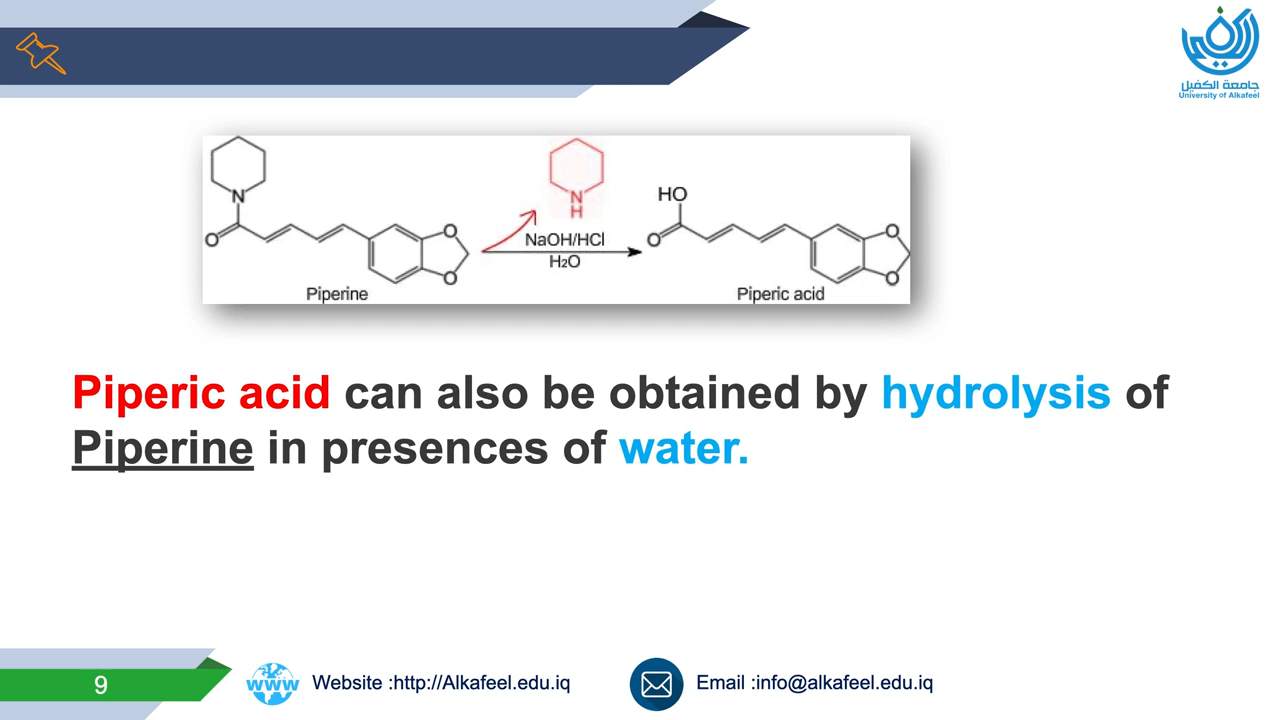 جامعة الكفيل
University of Alkafeel
N
O
O
O
Piperine
N
H
NaOH/HCl
H₂O
HO
O
O
O
Piperic acid
Piperic acid can also be obtained by hydrolysis of
Piperine in presences of water.
9
www
Website :http://Alkafeel.edu.iq
Email :info@alkafeel.edu.iq